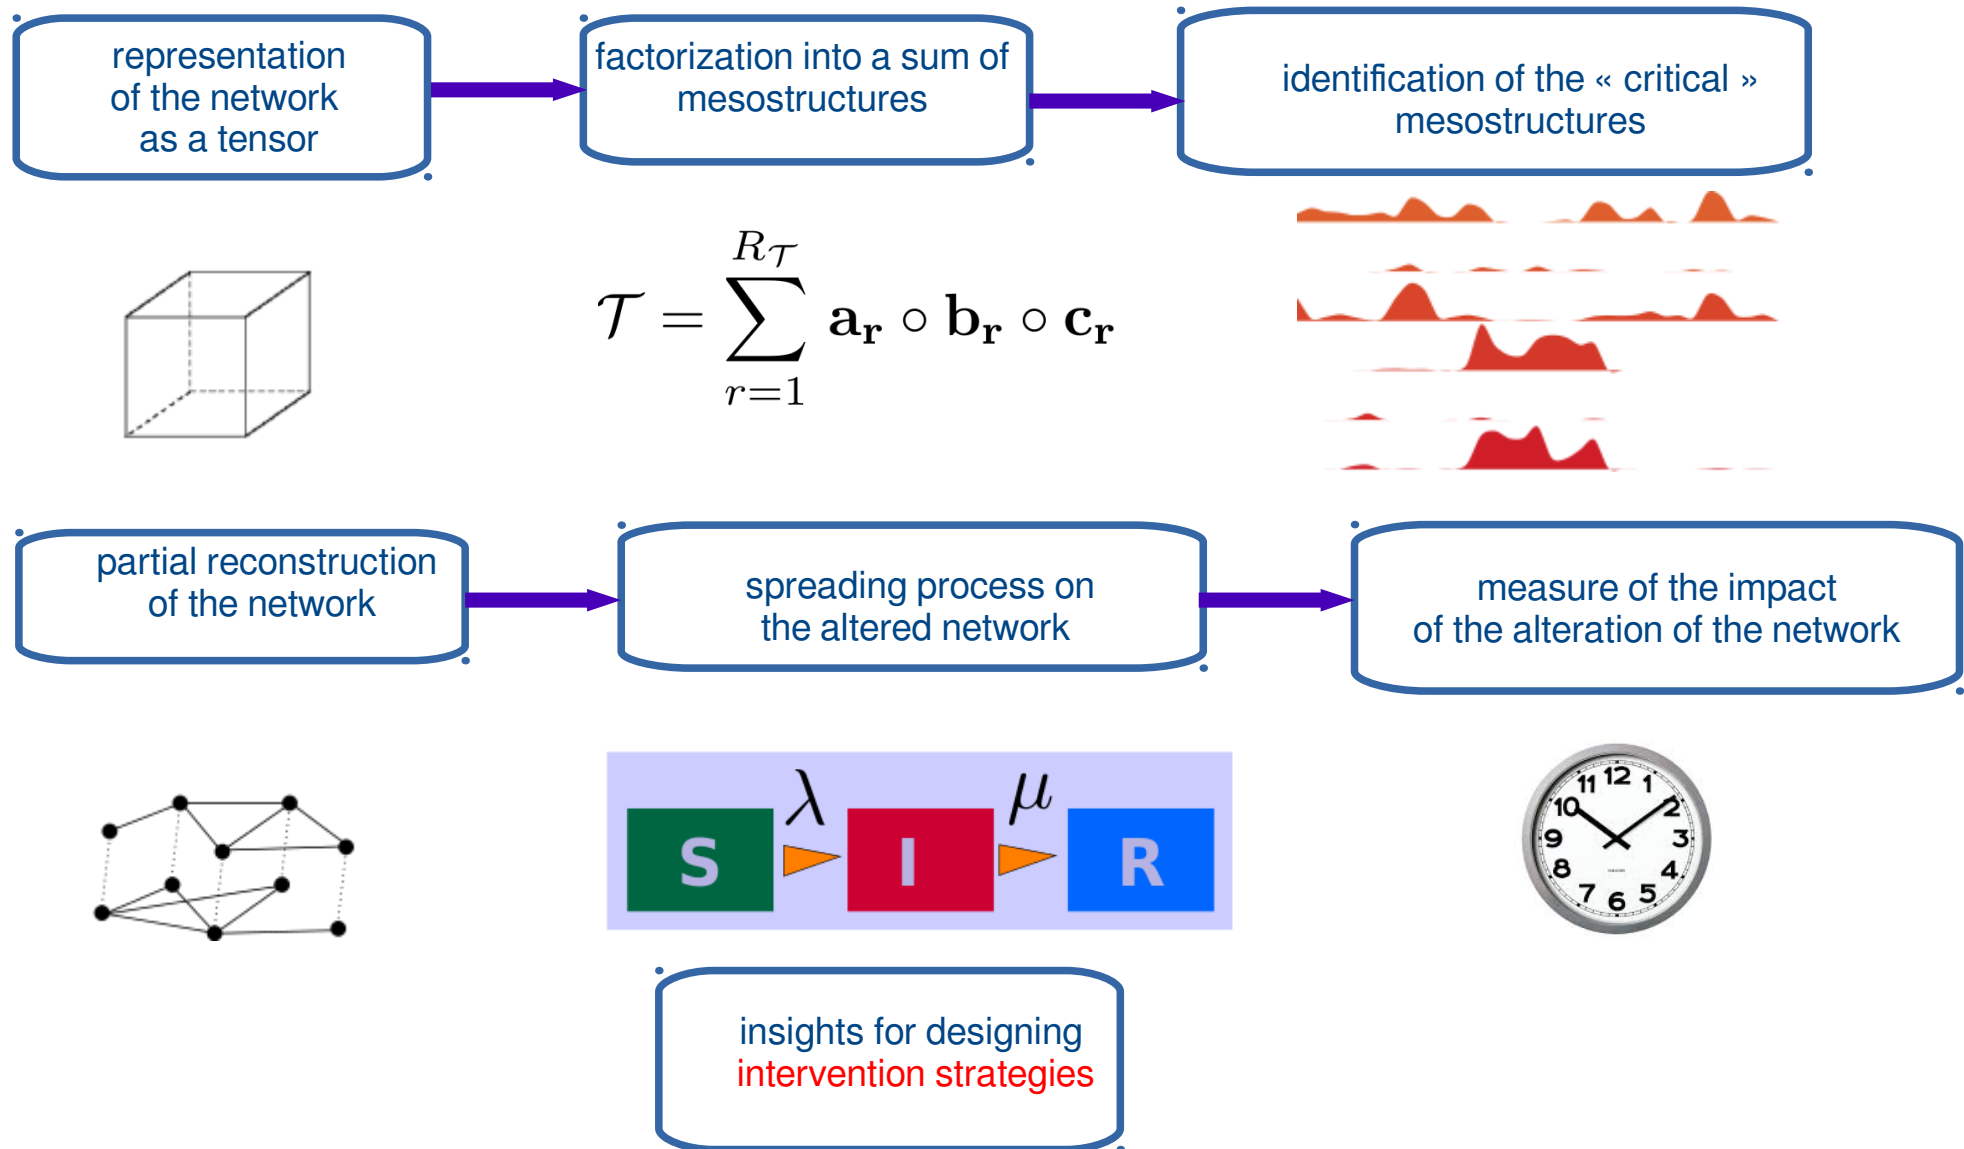 representation
of the network
as a tensor
factorization into a sum of
mesostructures
identification of the « critical »
mesostructures
R_𝒯
𝒯 = ∑ a_r ∘ b_r ∘ c_r
r=1
partial reconstruction
of the network
spreading process on
the altered network
measure of the impact
of the alteration of the network
λ μ
S I R
12
11 1
10 2
9 3
8 4
7 5
6
insights for designing
intervention strategies